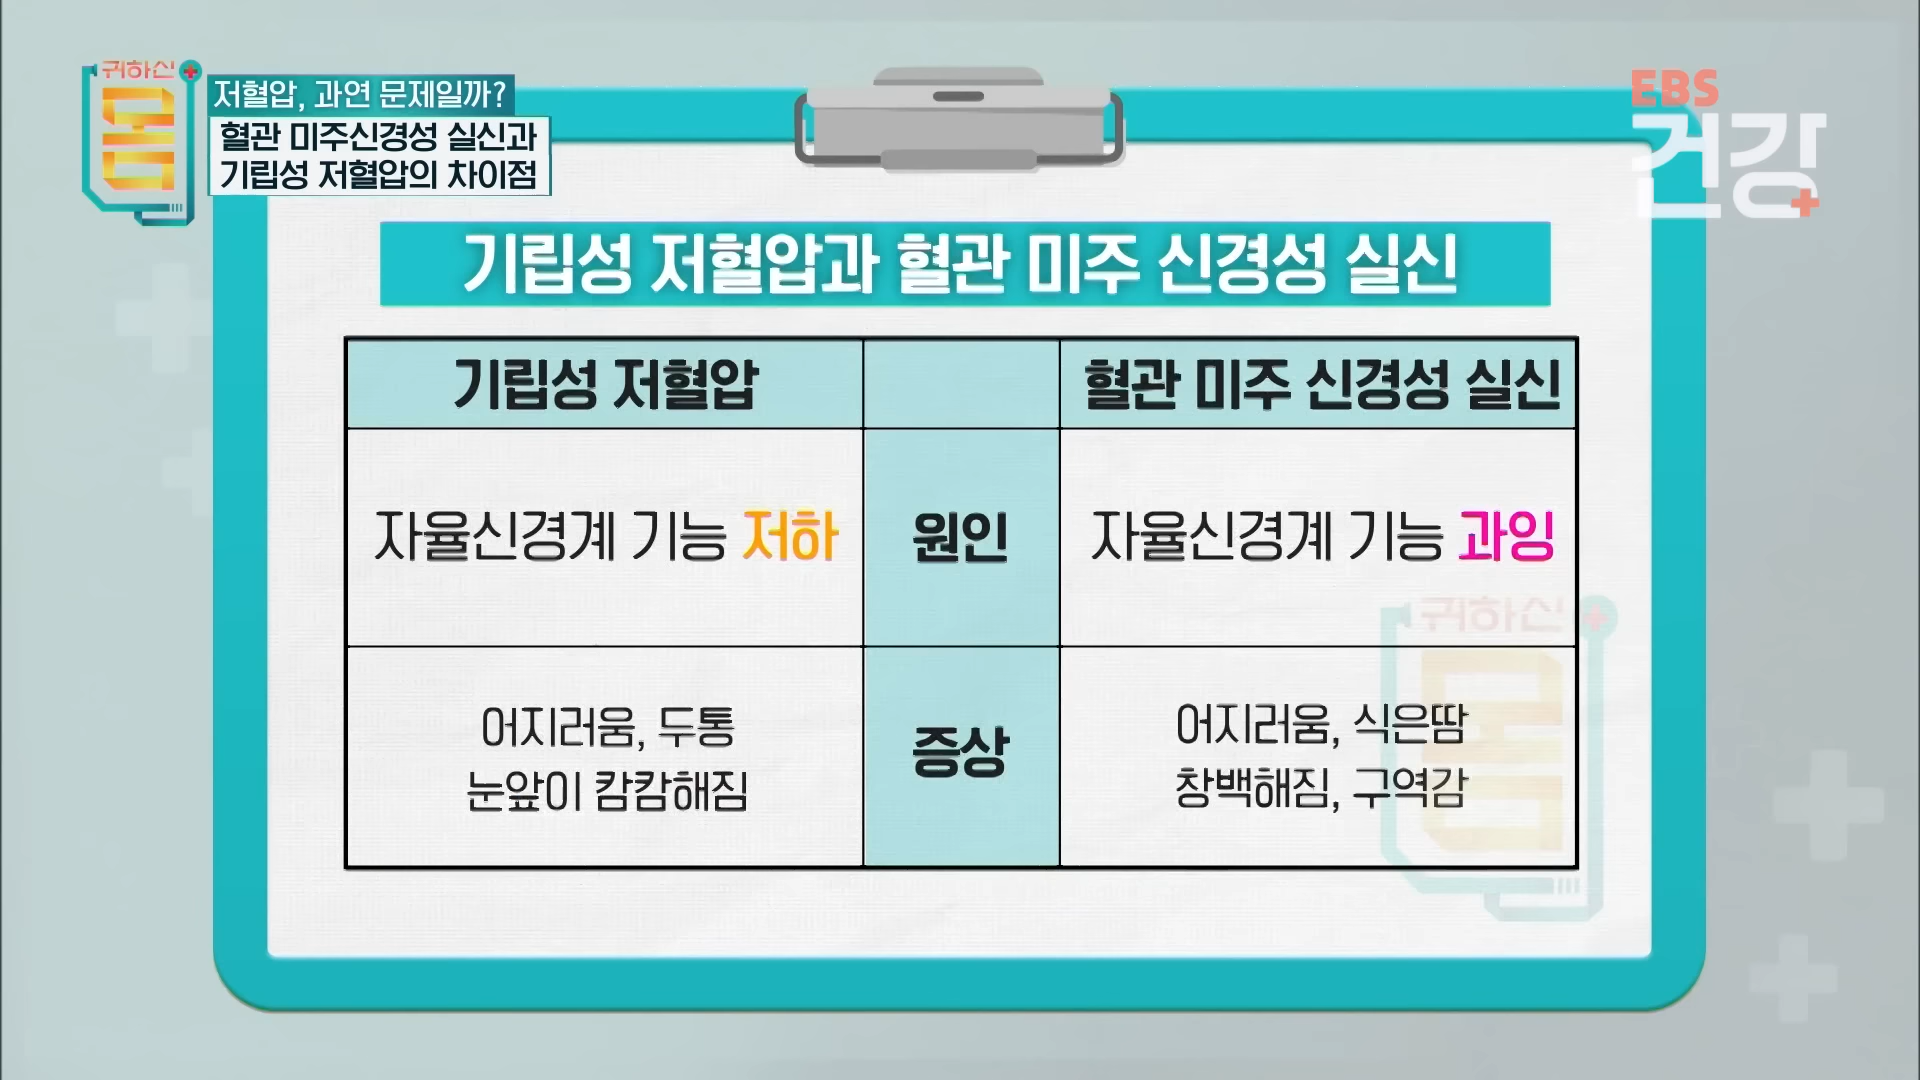 귀하신
몸
저혈압, 과연 문제일까?
혈관 미주신경성 실신과
기립성 저혈압의 차이점
EBS
건강
기립성 저혈압과 혈관 미주 신경성 실신
기립성 저혈압
혈관 미주 신경성 실신
자율신경계 기능 저하
원인
자율신경계 기능 과잉
어지러움, 두통
눈앞이 캄캄해짐
증상
어지러움, 식은땀
창백해짐, 구역감
귀하신
몸